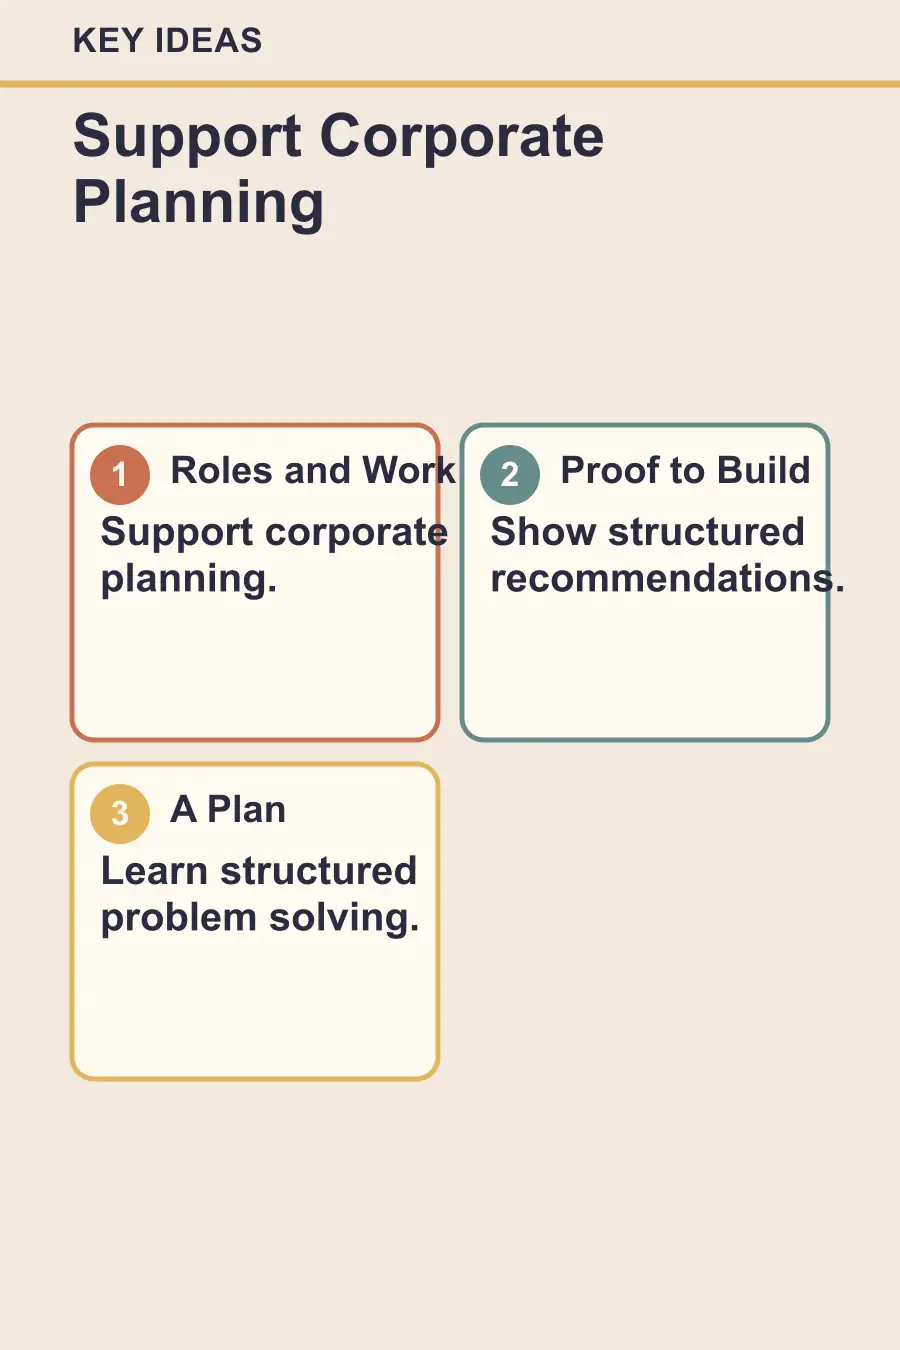 KEY IDEAS
Support Corporate
Planning
1 Roles and Work
Support corporate
planning.
2 Proof to Build
Show structured
recommendations.
3 A Plan
Learn structured
problem solving.